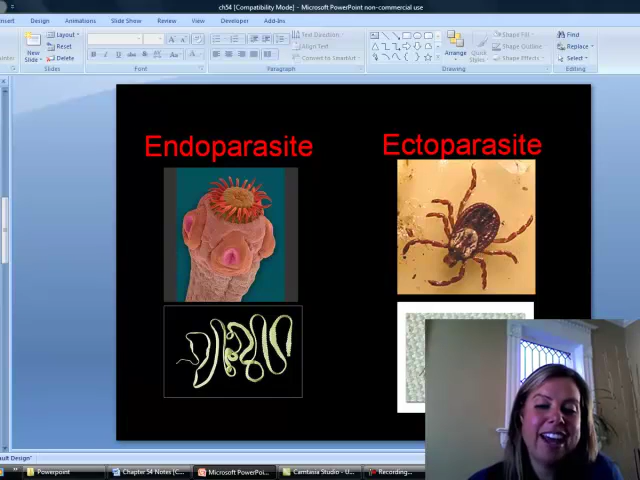 ch54 [Compatibility Mode] - Microsoft PowerPoint non-commercial use
Insert Design Animations Slide Show Review View Developer Add-Ins
Layout
Reset
Delete
New
Slide
Slides
Font
Text Direction
Align Text
Convert to SmartArt
Paragraph
Arrange
Quick
Styles
Shape Fill
Shape Outline
Shape Effects
Drawing
Find
Replace
Select
Editing
Endoparasite
Ectoparasite
Powerpoint
Chapter 54 Notes [C...
Microsoft PowerPoi...
Camtasia Studio - U...
Recording...